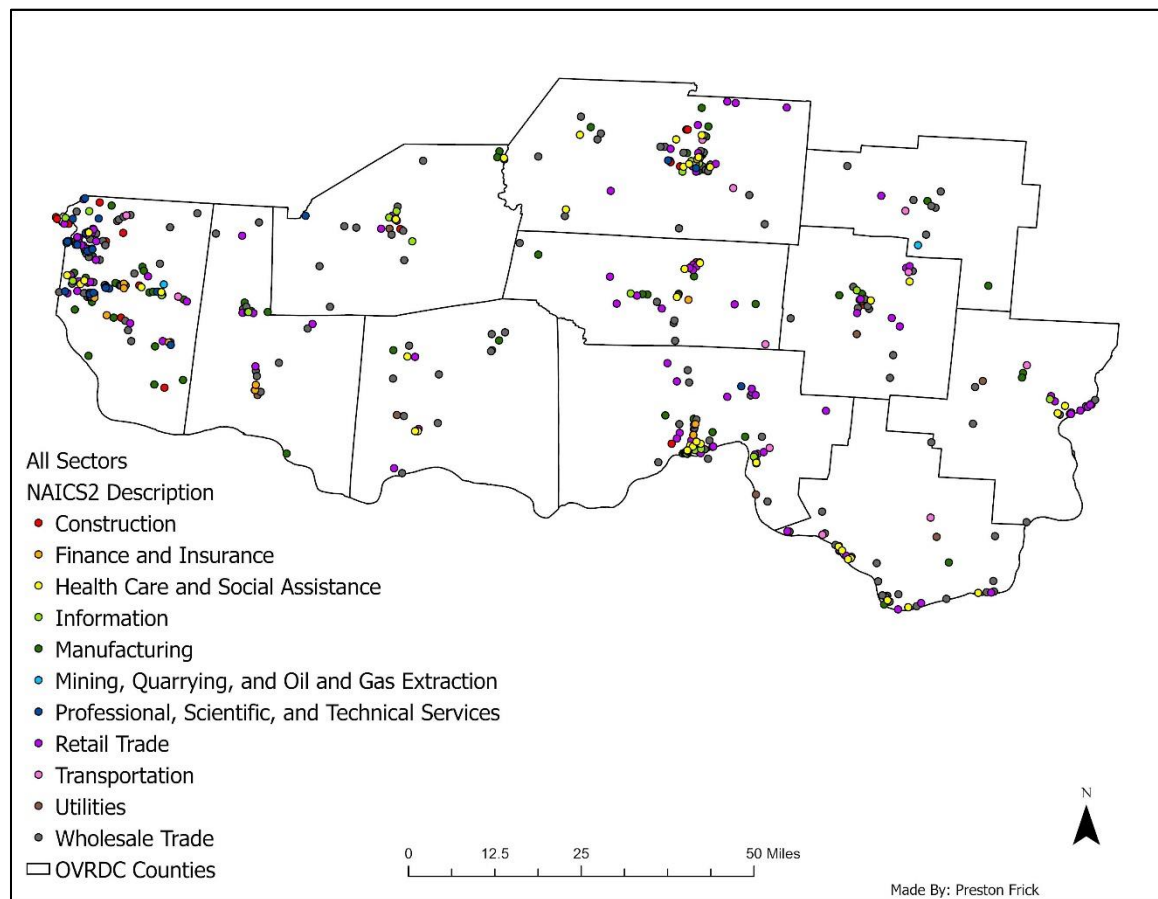 All Sectors
NAICS2 Description
Construction
Finance and Insurance
Health Care and Social Assistance
Information
Manufacturing
Mining, Quarrying, and Oil and Gas Extraction
Professional, Scientific, and Technical Services
Retail Trade
Transportation
Utilities
Wholesale Trade
OVRDC Counties
0 12.5 25 50 Miles
N
Made By: Preston Frick